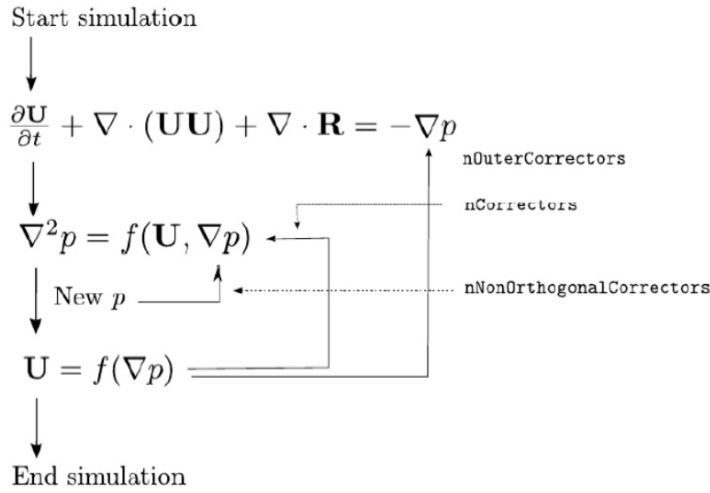 Start simulation
∂U/∂t + ∇ · (UU) + ∇ · R = −∇p
nOuterCorrectors
nCorrectors
∇²p = f(U, ∇p)
New p
nNonOrthogonalCorrectors
U = f(∇p)
End simulation